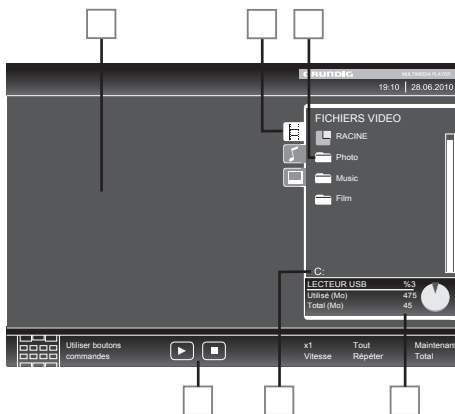 GRUNDIG MULTIMEDIA PLAYER
19:10 28.06.2010
FICHIERS VIDEO
RACINE
Photo
Music
Film
C:
LECTEUR USB %3
Utilisé (Mo) 475
Total (Mo) 45
Utiliser boutons
commandes
x1 Tout Maintenant
Vitesse Répéter Total